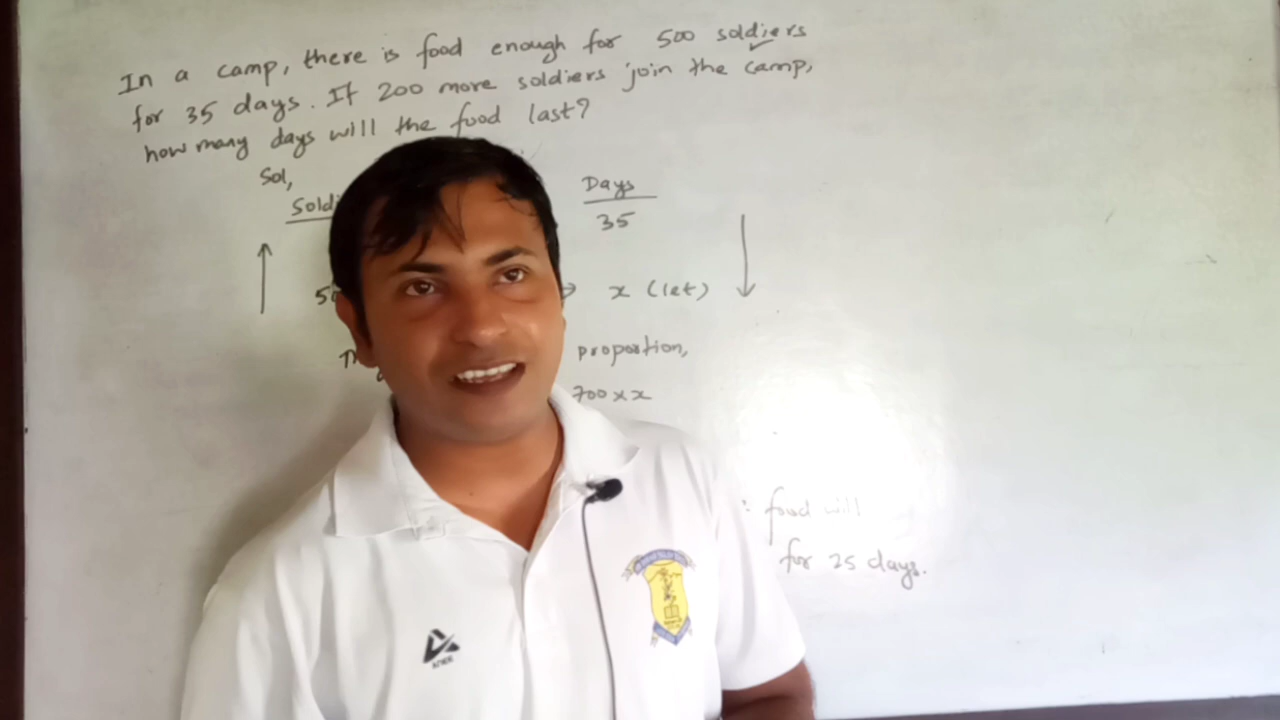 In a camp, there is food enough for 500 soldiers
for 35 days. If 200 more soldiers join the camp,
how many days will the food last?
Sol,
Soldi
Days
35
50
x (let)
proportion,
700 x x
∴ food will
for 25 days.